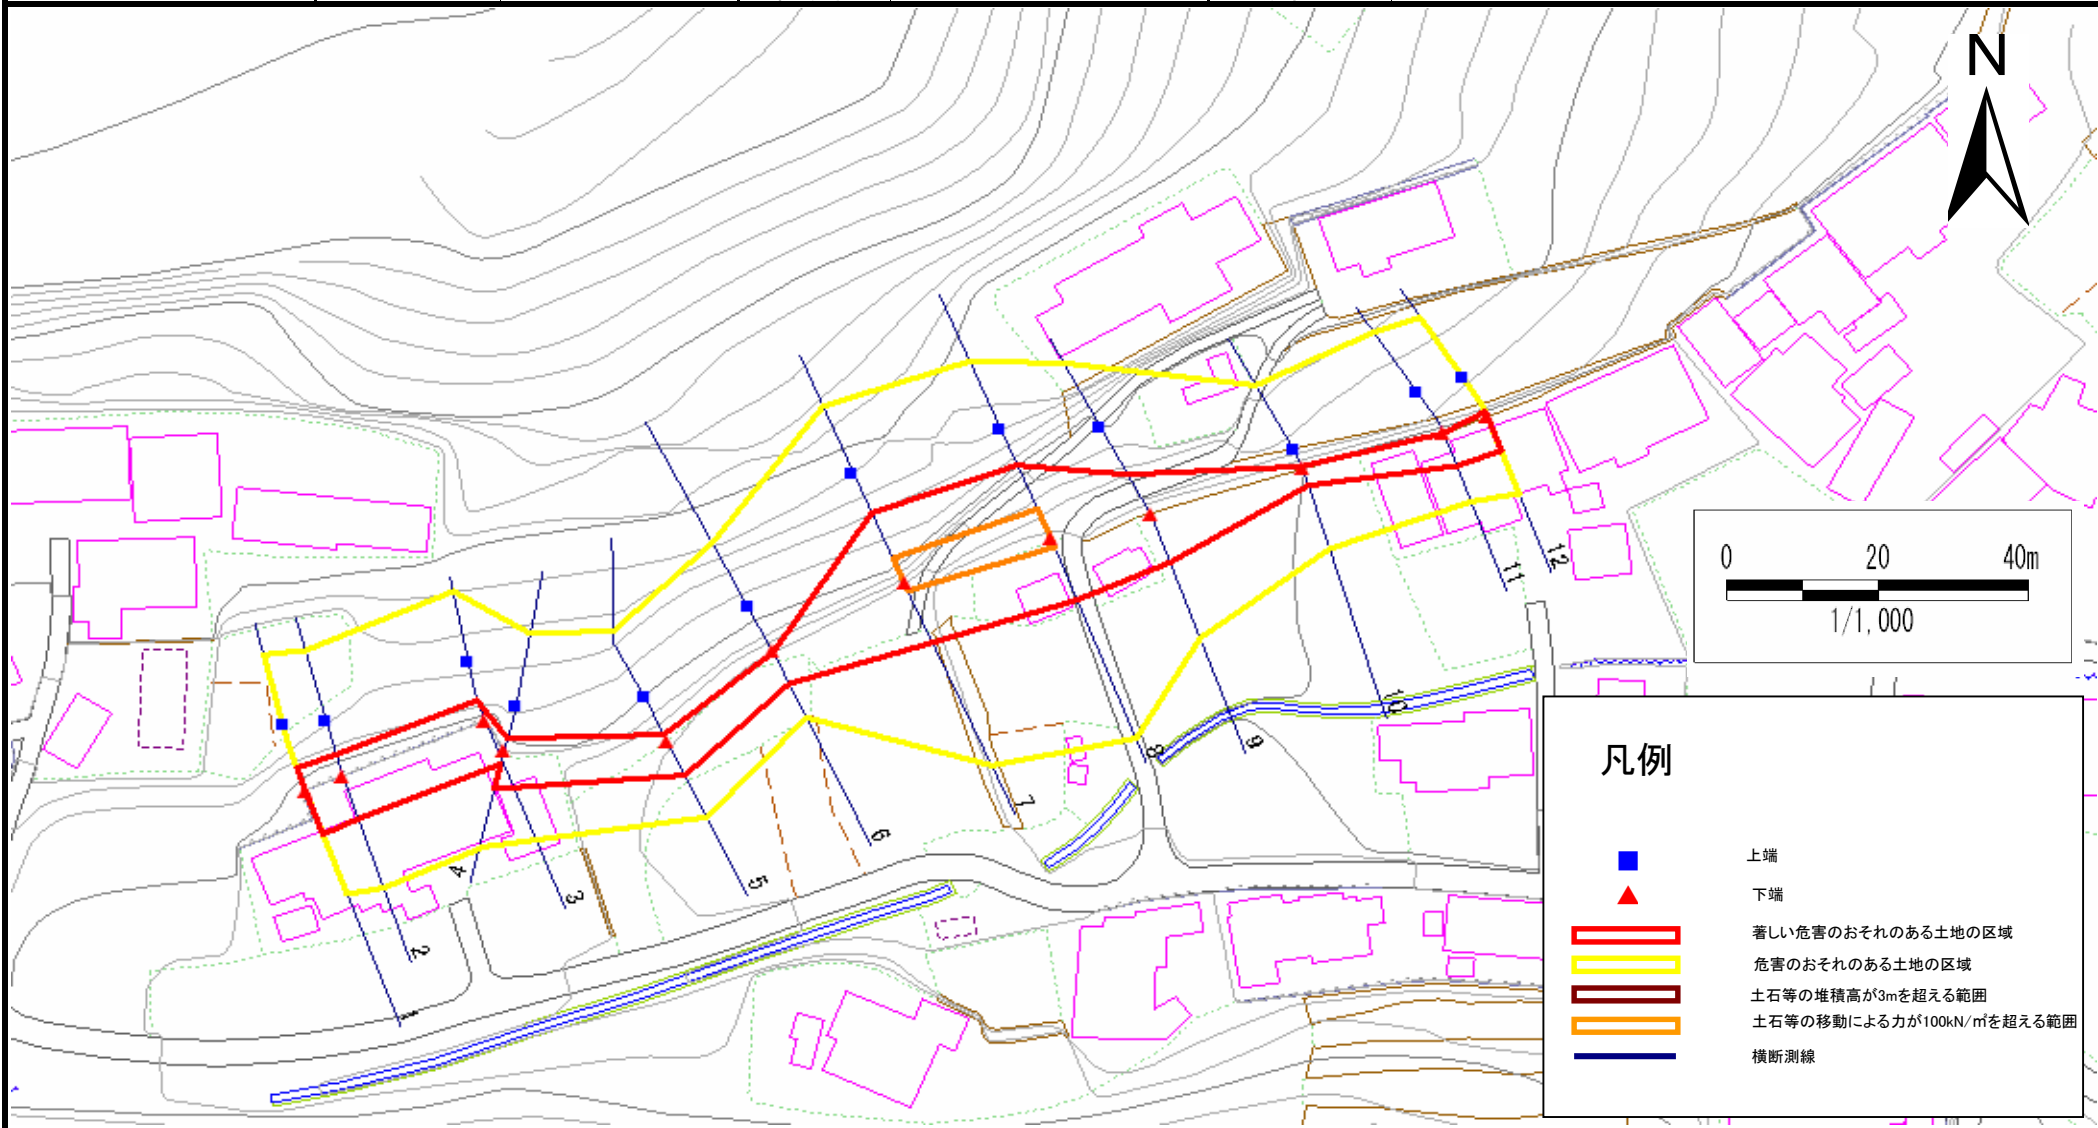 N
0 20 40m
1/1,000
凡例
上端
下端
著しい危害のおそれのある土地の区域
危害のおそれのある土地の区域
土石等の堆積高が3mを超える範囲
土石等の移動による力が100kN/㎡を超える範囲
横断測線
1
2
3
4
5
6
7
8
9
10
11
12